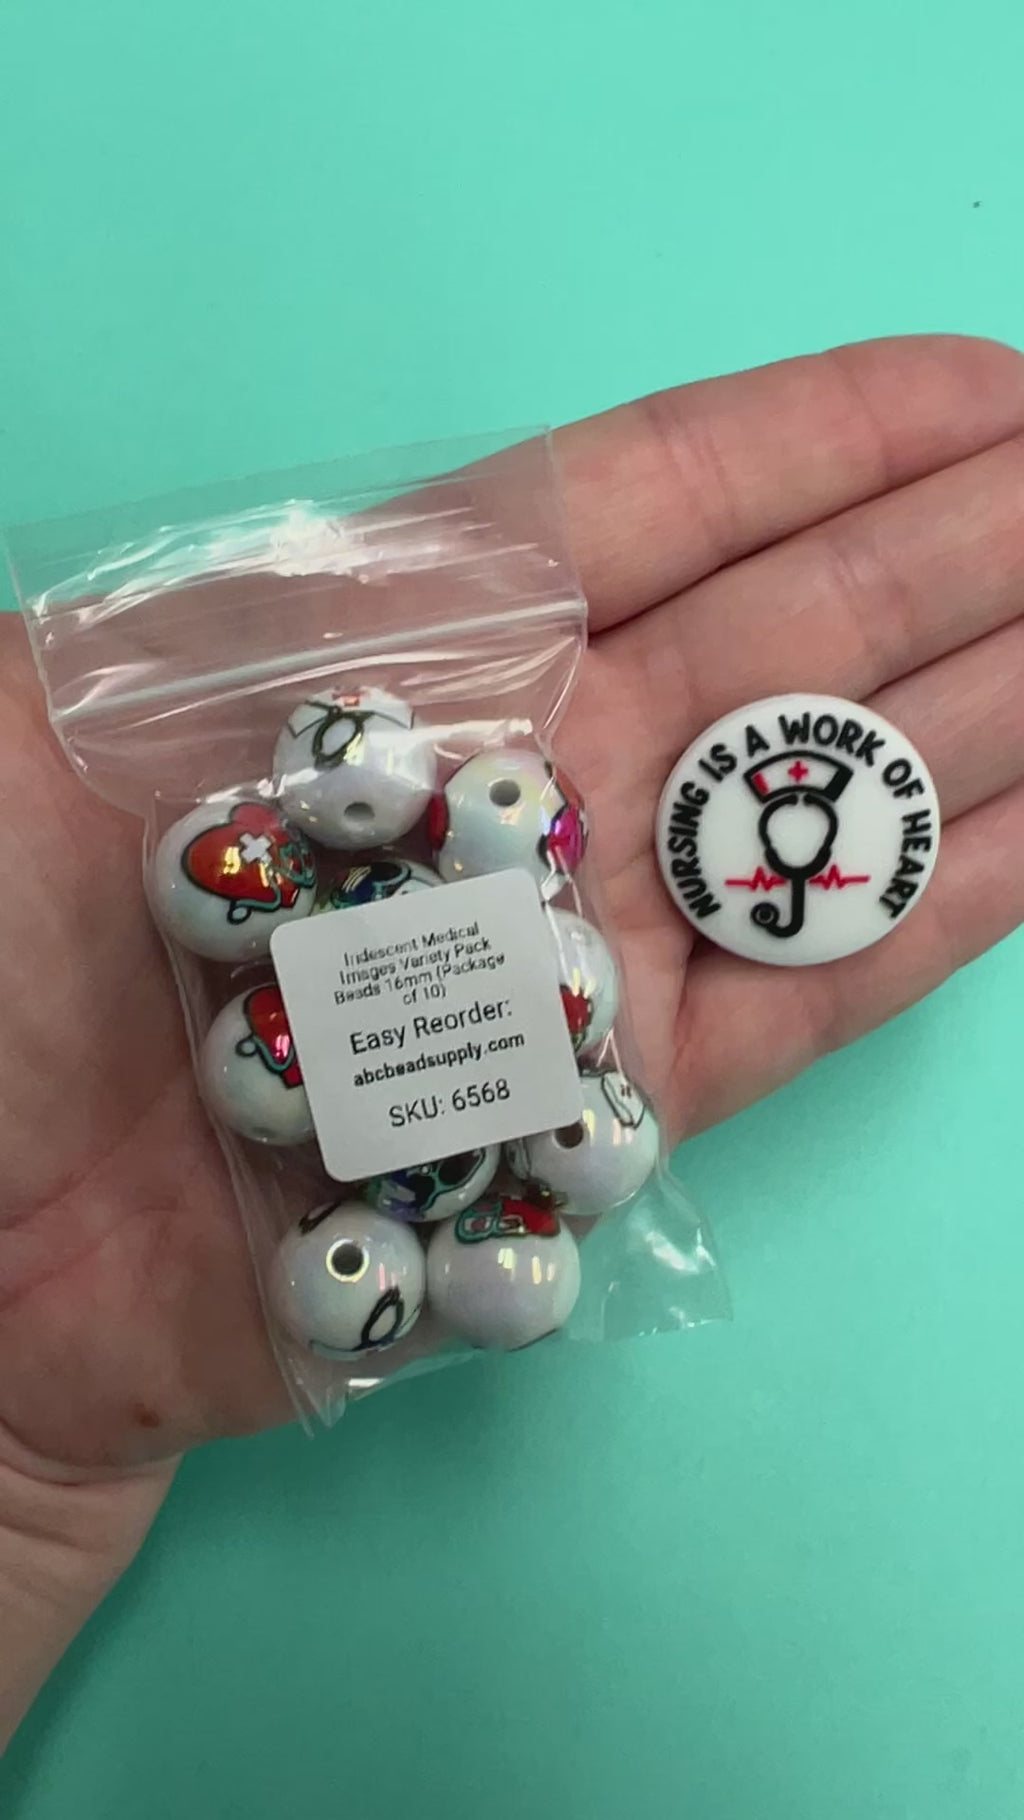 Iridescent Medical
Images Variety Pack
Beads 16mm (Package
of 10)
Easy Reorder:
abcbeadsupply.com
SKU: 6568
NURSING IS A WORK OF HEART